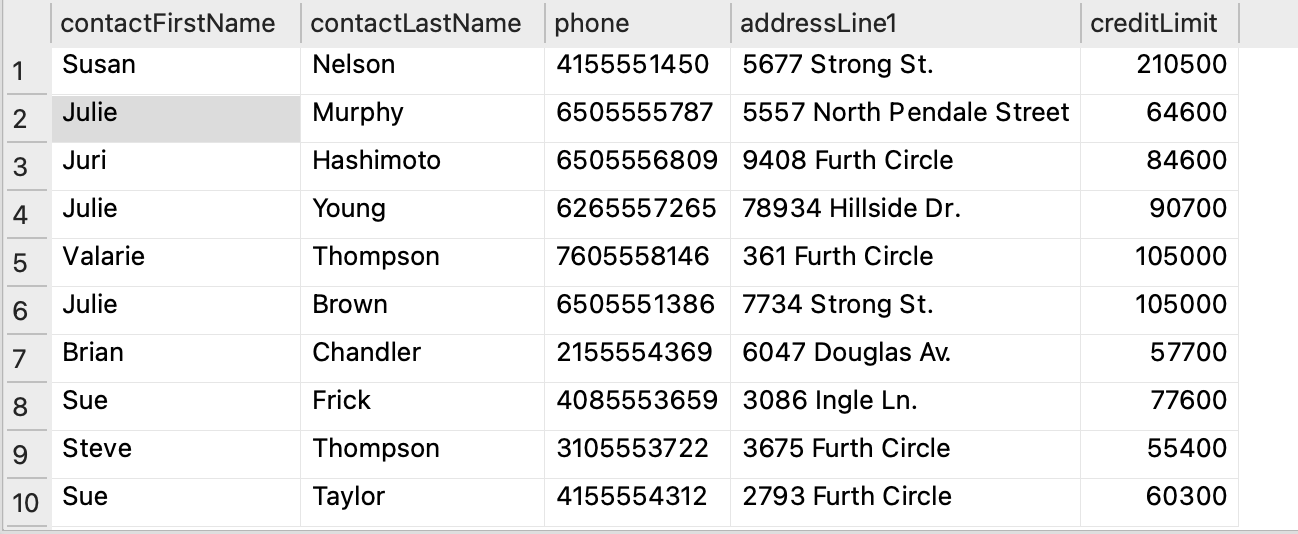 contactFirstName contactLastName phone addressLine1 creditLimit
1 Susan Nelson 4155551450 5677 Strong St. 210500
2 Julie Murphy 6505555787 5557 North Pendale Street 64600
3 Juri Hashimoto 6505556809 9408 Furth Circle 84600
4 Julie Young 6265557265 78934 Hillside Dr. 90700
5 Valarie Thompson 7605558146 361 Furth Circle 105000
6 Julie Brown 6505551386 7734 Strong St. 105000
7 Brian Chandler 2155554369 6047 Douglas Av. 57700
8 Sue Frick 4085553659 3086 Ingle Ln. 77600
9 Steve Thompson 3105553722 3675 Furth Circle 55400
10 Sue Taylor 4155554312 2793 Furth Circle 60300